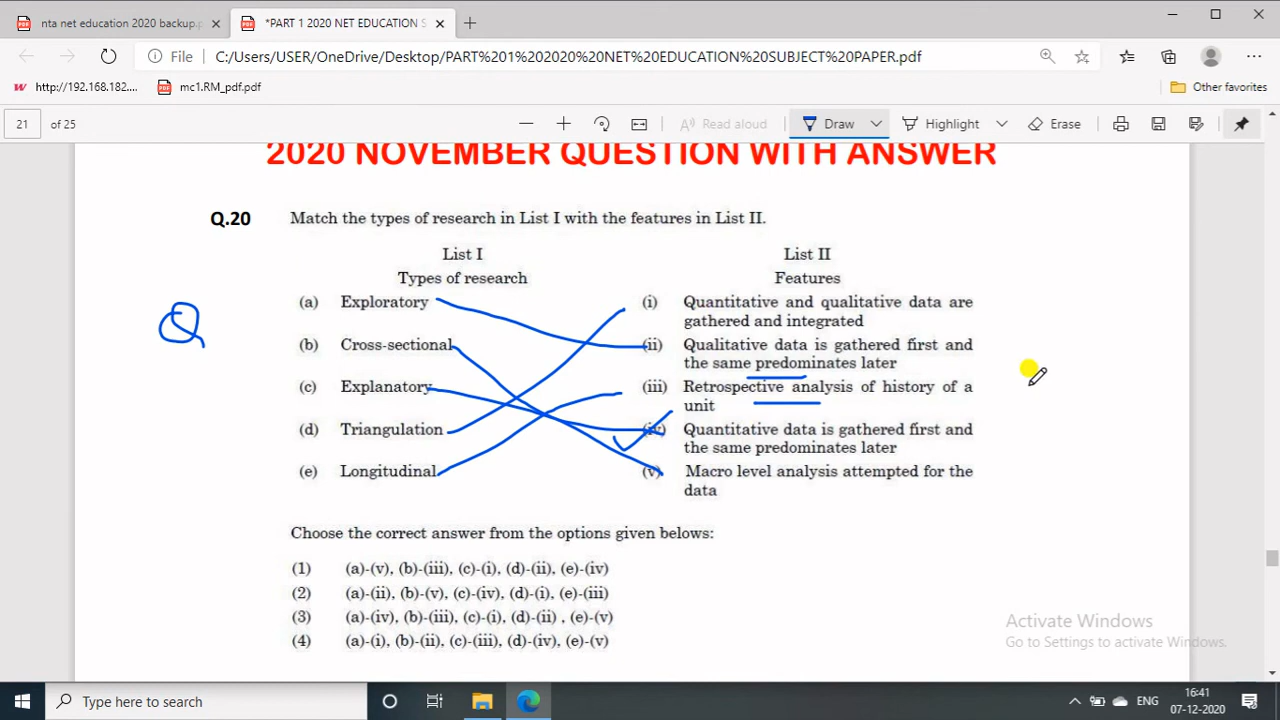 nta net education 2020 backup.p
*PART 1 2020 NET EDUCATION S
File C:/Users/USER/OneDrive/Desktop/PART%201%202020%20NET%20EDUCATION%20SUBJECT%20PAPER.pdf
http://192.168.182.... mc1.RM_pdf.pdf Other favorites
21 of 25 Read aloud Draw Highlight Erase
2020 NOVEMBER QUESTION WITH ANSWER
Q.20 Match the types of research in List I with the features in List II.
List I List II
Types of research Features
(a) Exploratory (i) Quantitative and qualitative data are
gathered and integrated
(b) Cross-sectional (ii) Qualitative data is gathered first and
the same predominates later
(c) Explanatory (iii) Retrospective analysis of history of a
unit
(d) Triangulation (iv) Quantitative data is gathered first and
the same predominates later
(e) Longitudinal (v) Macro level analysis attempted for the
data
Q
Choose the correct answer from the options given belows:
(1) (a)-(v), (b)-(iii), (c)-(i), (d)-(ii), (e)-(iv)
(2) (a)-(ii), (b)-(v), (c)-(iv), (d)-(i), (e)-(iii)
(3) (a)-(iv), (b)-(iii), (c)-(i), (d)-(ii) , (e)-(v)
(4) (a)-(i), (b)-(ii), (c)-(iii), (d)-(iv), (e)-(v)
Activate Windows
Go to Settings to activate Windows.
Type here to search ENG 16:41
07-12-2020